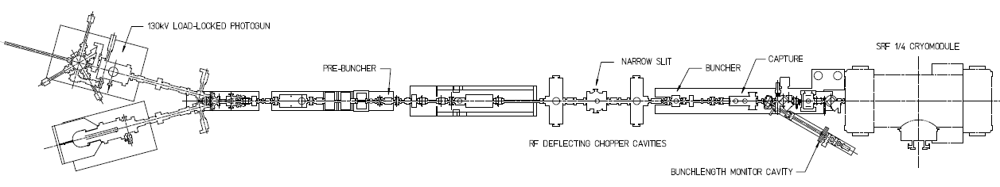 130kV LOAD-LOCKED PHOTOGUN
PRE-BUNCHER
NARROW SLIT
BUNCHER
CAPTURE
SRF 1/4 CRYOMODULE
RF DEFLECTING CHOPPER CAVITIES
BUNCHLENGTH MONITOR CAVITY